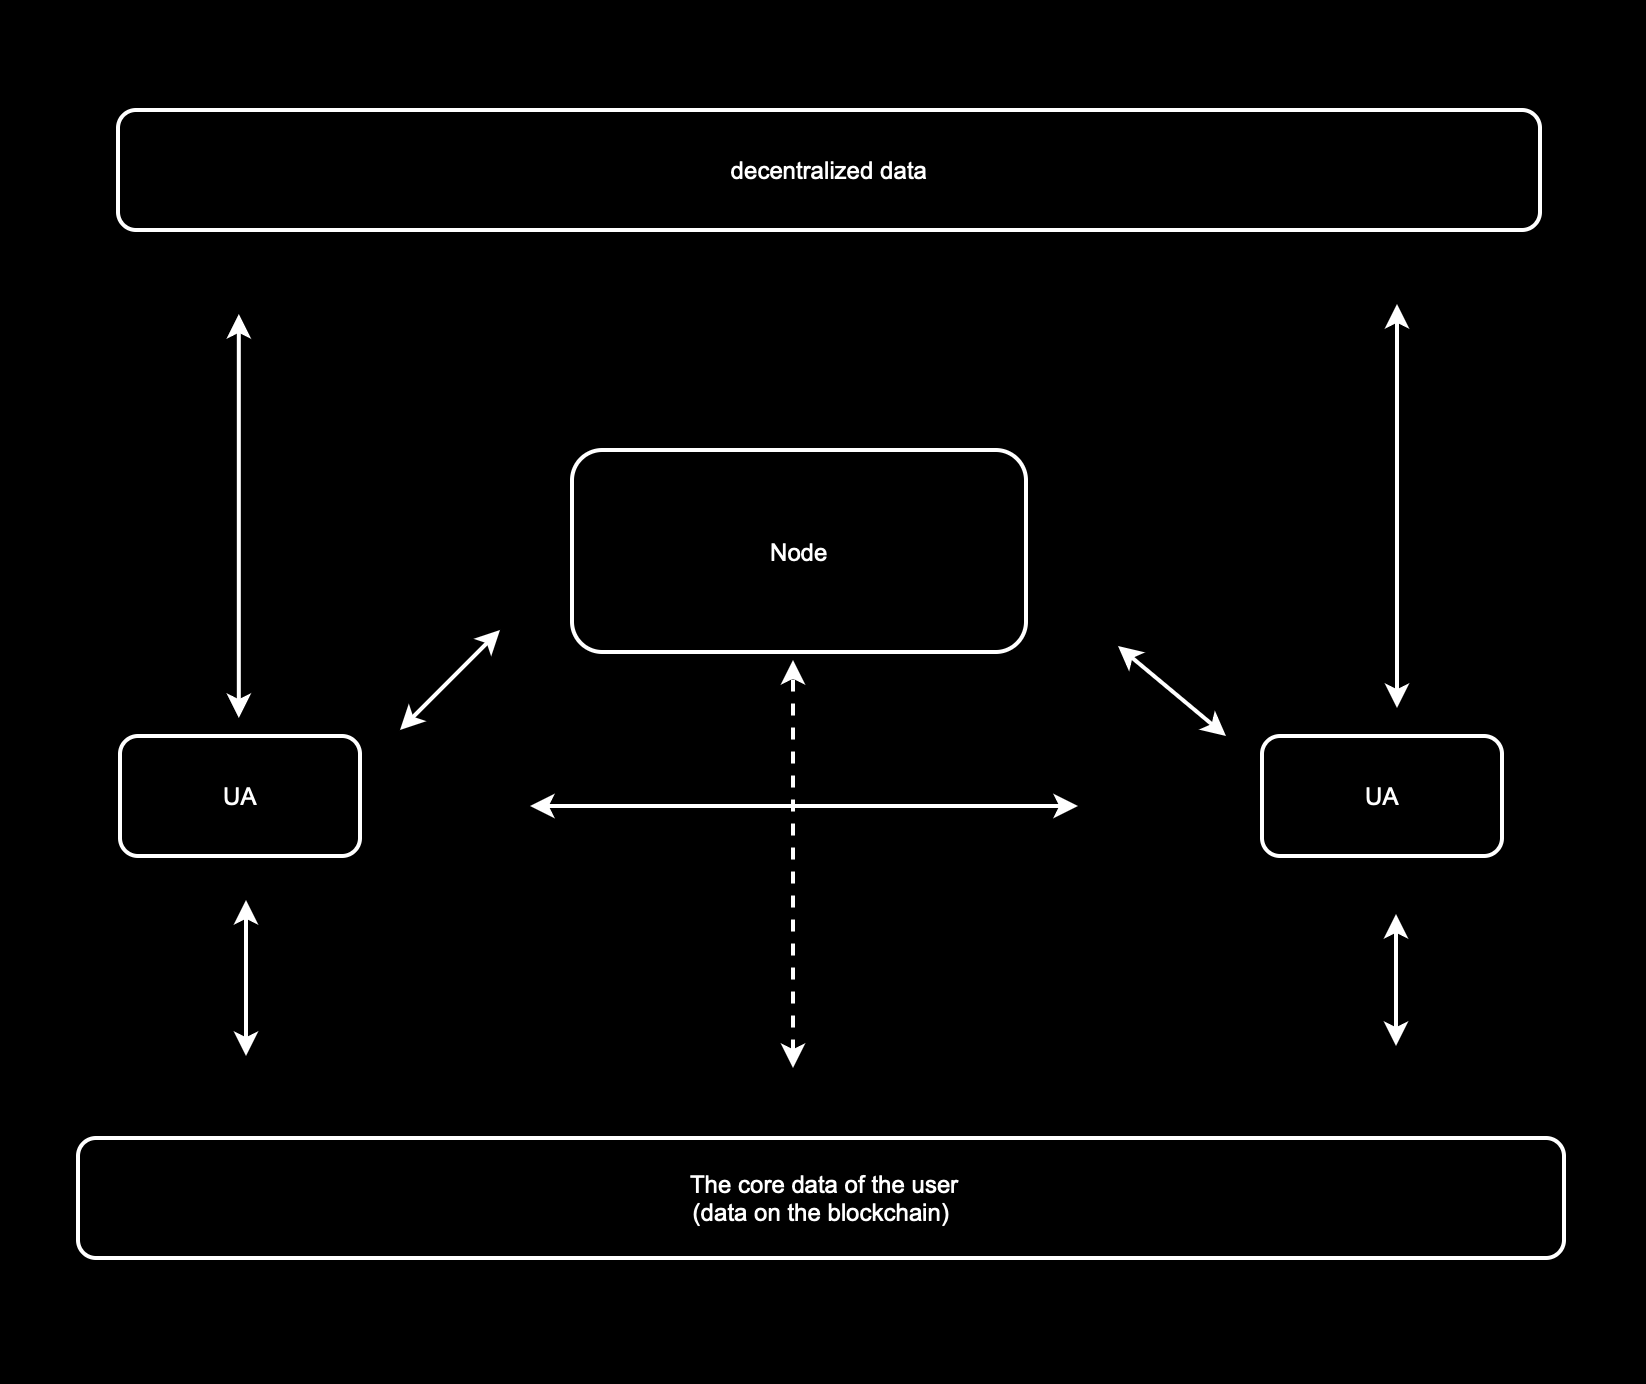 decentralized data
Node
UA
UA
The core data of the user
(data on the blockchain)